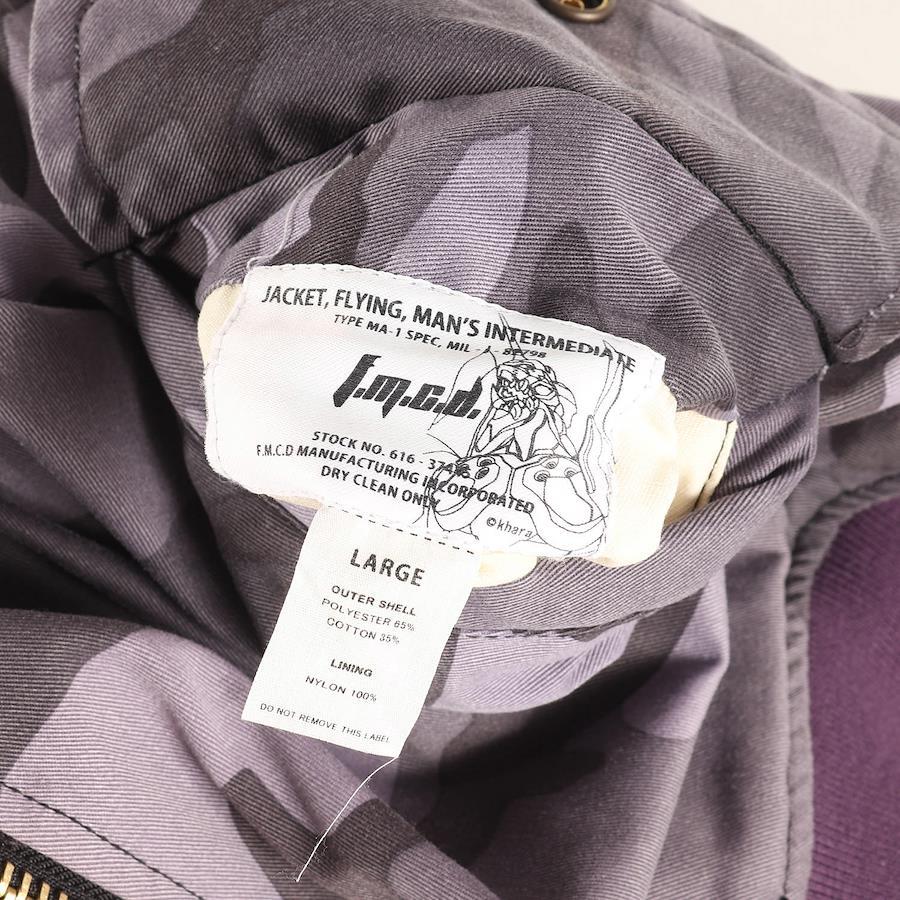 JACKET, FLYING, MAN'S INTERMEDIATE
TYPE MA-1 SPEC, MIL - J
f.m.c.d.
STOCK NO. 616 -
F.M.C.D MANUFACTURING INCORPORATED
DRY CLEAN ONLY
©khara
LARGE
OUTER SHELL
POLYESTER 65%
COTTON 35%
LINING
NYLON 100%
DO NOT REMOVE THIS LABEL